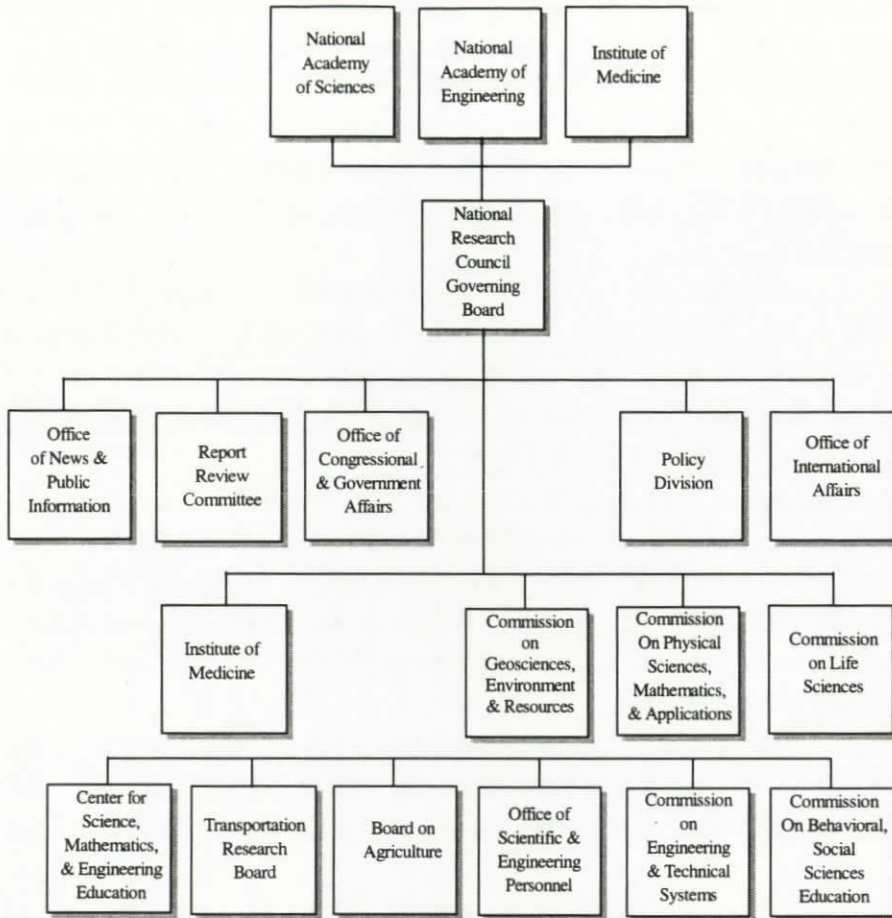 National
Academy
of Sciences
National
Academy of
Engineering
Institute of
Medicine
National
Research
Council
Governing
Board
Office
of News &
Public
Information
Report
Review
Committee
Office of
Congressional
& Government
Affairs
Policy
Division
Office of
International
Affairs
Institute of
Medicine
Commission
on
Geosciences,
Environment
& Resources
Commission
On Physical
Sciences,
Mathematics,
& Applications
Commission
on Life
Sciences
Center for
Science,
Mathematics,
& Engineering
Education
Transportation
Research
Board
Board on
Agriculture
Office of
Scientific &
Engineering
Personnel
Commission
on
Engineering
& Technical
Systems
Commission
On Behavioral,
Social
Sciences
Education